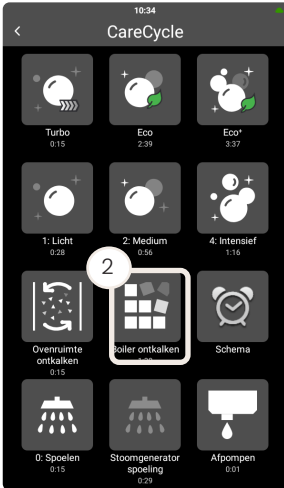 10:34
CareCycle
Turbo
0:15
Eco
2:39
Eco*
3:37
1: Licht
0:28
2: Medium
0:56
4: Intensief
1:16
2
Ovenruimte
ontkalken
0:15
Boiler ontkalken
Schema
0: Spoelen
0:15
Stoomgenerator
spoeling
0:29
Afpompen
0:01